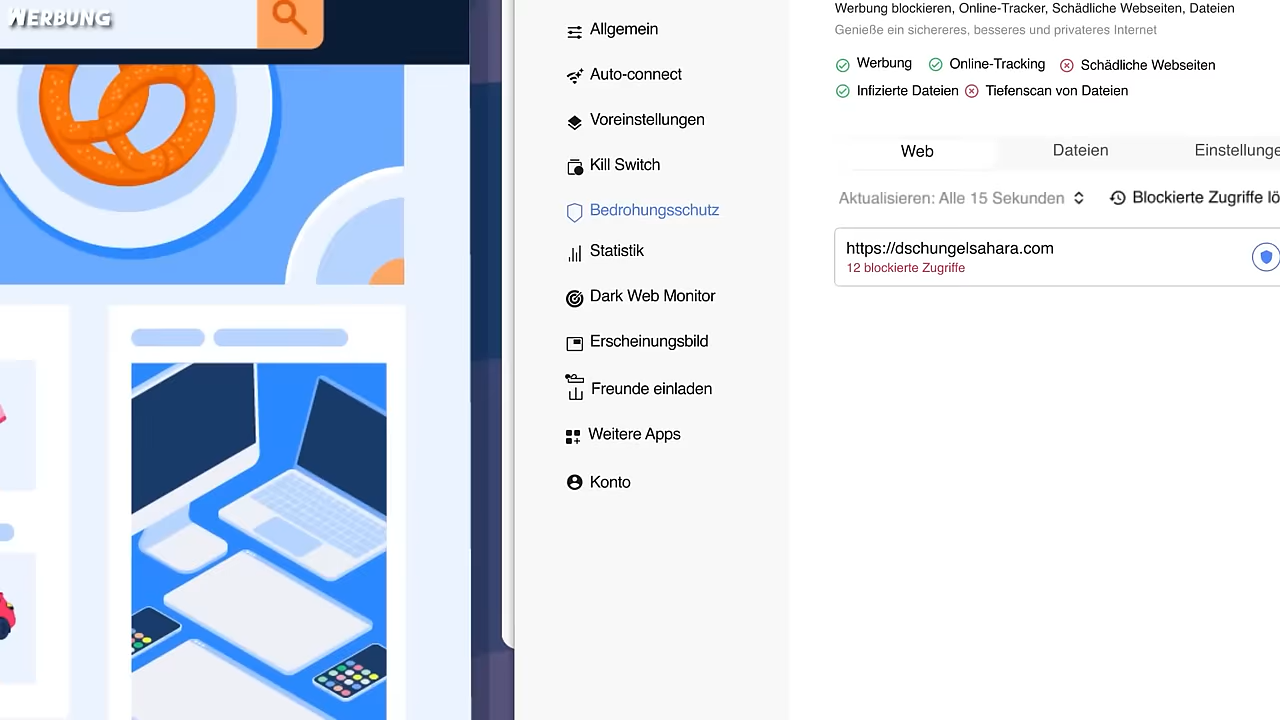 WERBUNG
Allgemein
Auto-connect
Voreinstellungen
Kill Switch
Bedrohungsschutz
Statistik
Dark Web Monitor
Erscheinungsbild
Freunde einladen
Weitere Apps
Konto
Werbung blockieren, Online-Tracker, Schädliche Webseiten, Dateien
Genieße ein sichereres, besseres und privateres Internet
Werbung Online-Tracking Schädliche Webseiten
Infizierte Dateien Tiefenscan von Dateien
Web Dateien Einstellunge
Aktualisieren: Alle 15 Sekunden Blockierte Zugriffe lö
https://dschungelsahara.com
12 blockierte Zugriffe